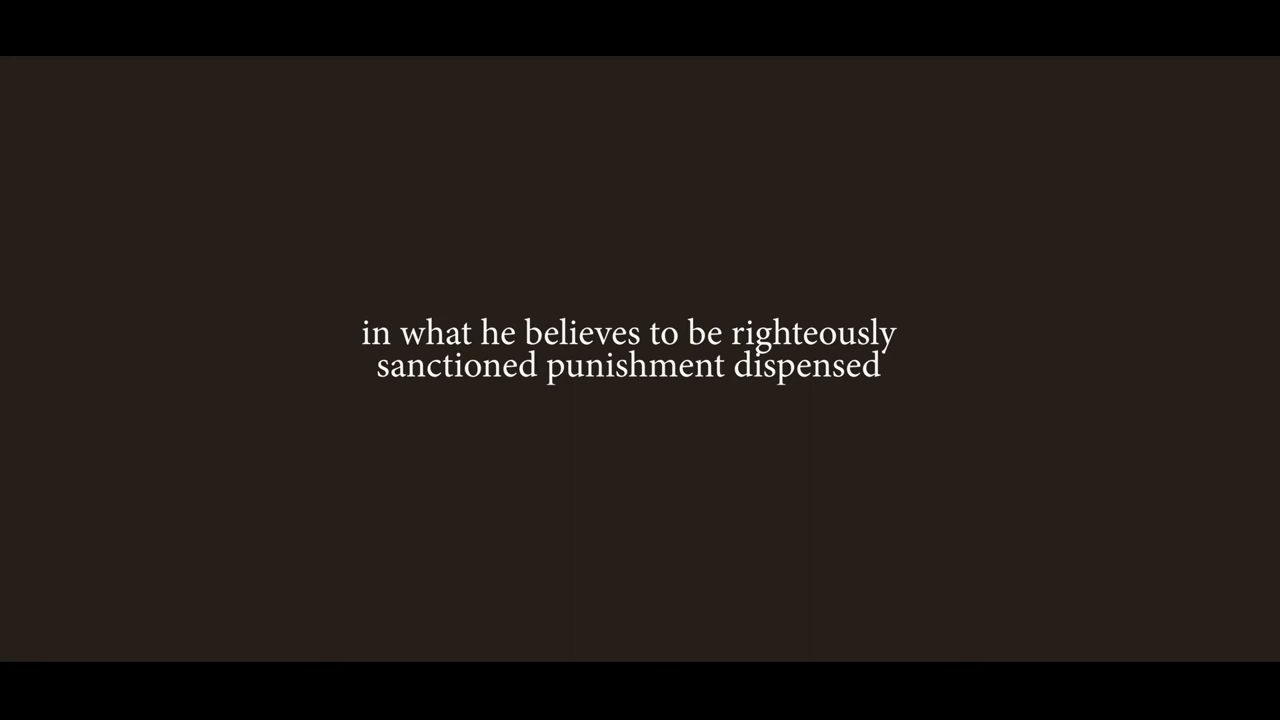 in what he believes to be righteously
sanctioned punishment dispensed